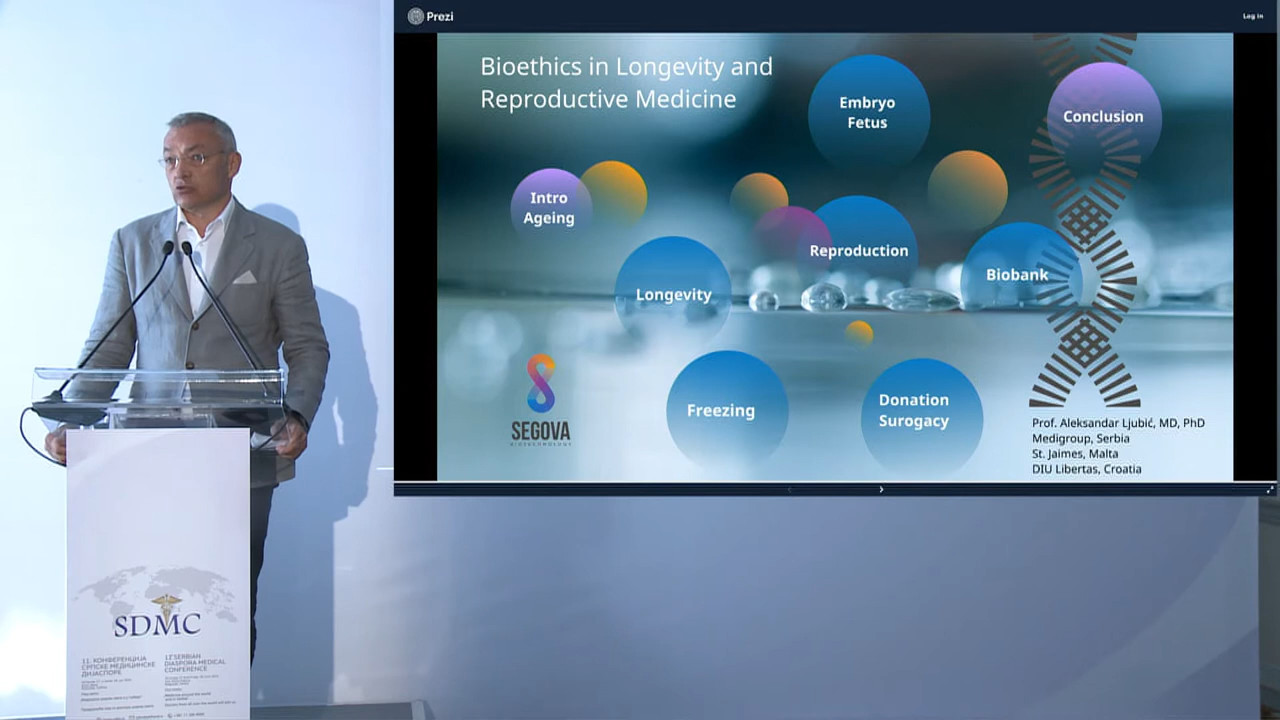 Prezi
Log in
Bioethics in Longevity and
Reproductive Medicine
Embryo
Fetus
Conclusion
Intro
Ageing
Reproduction
Biobank
Longevity
Freezing
Donation
Surogacy
SEGOVA
Prof. Aleksandar Ljubić, MD, PhD
Medigroup, Serbia
St. Jaimes, Malta
DIU Libertas, Croatia
SDMC
11. КОНФЕРЕНЦИЈА
СРПСКЕ МЕДИЦИНСКЕ
ДИЈАСПОРЕ
SERBIAN
DIASPORA MEDICAL
CONFERENCE